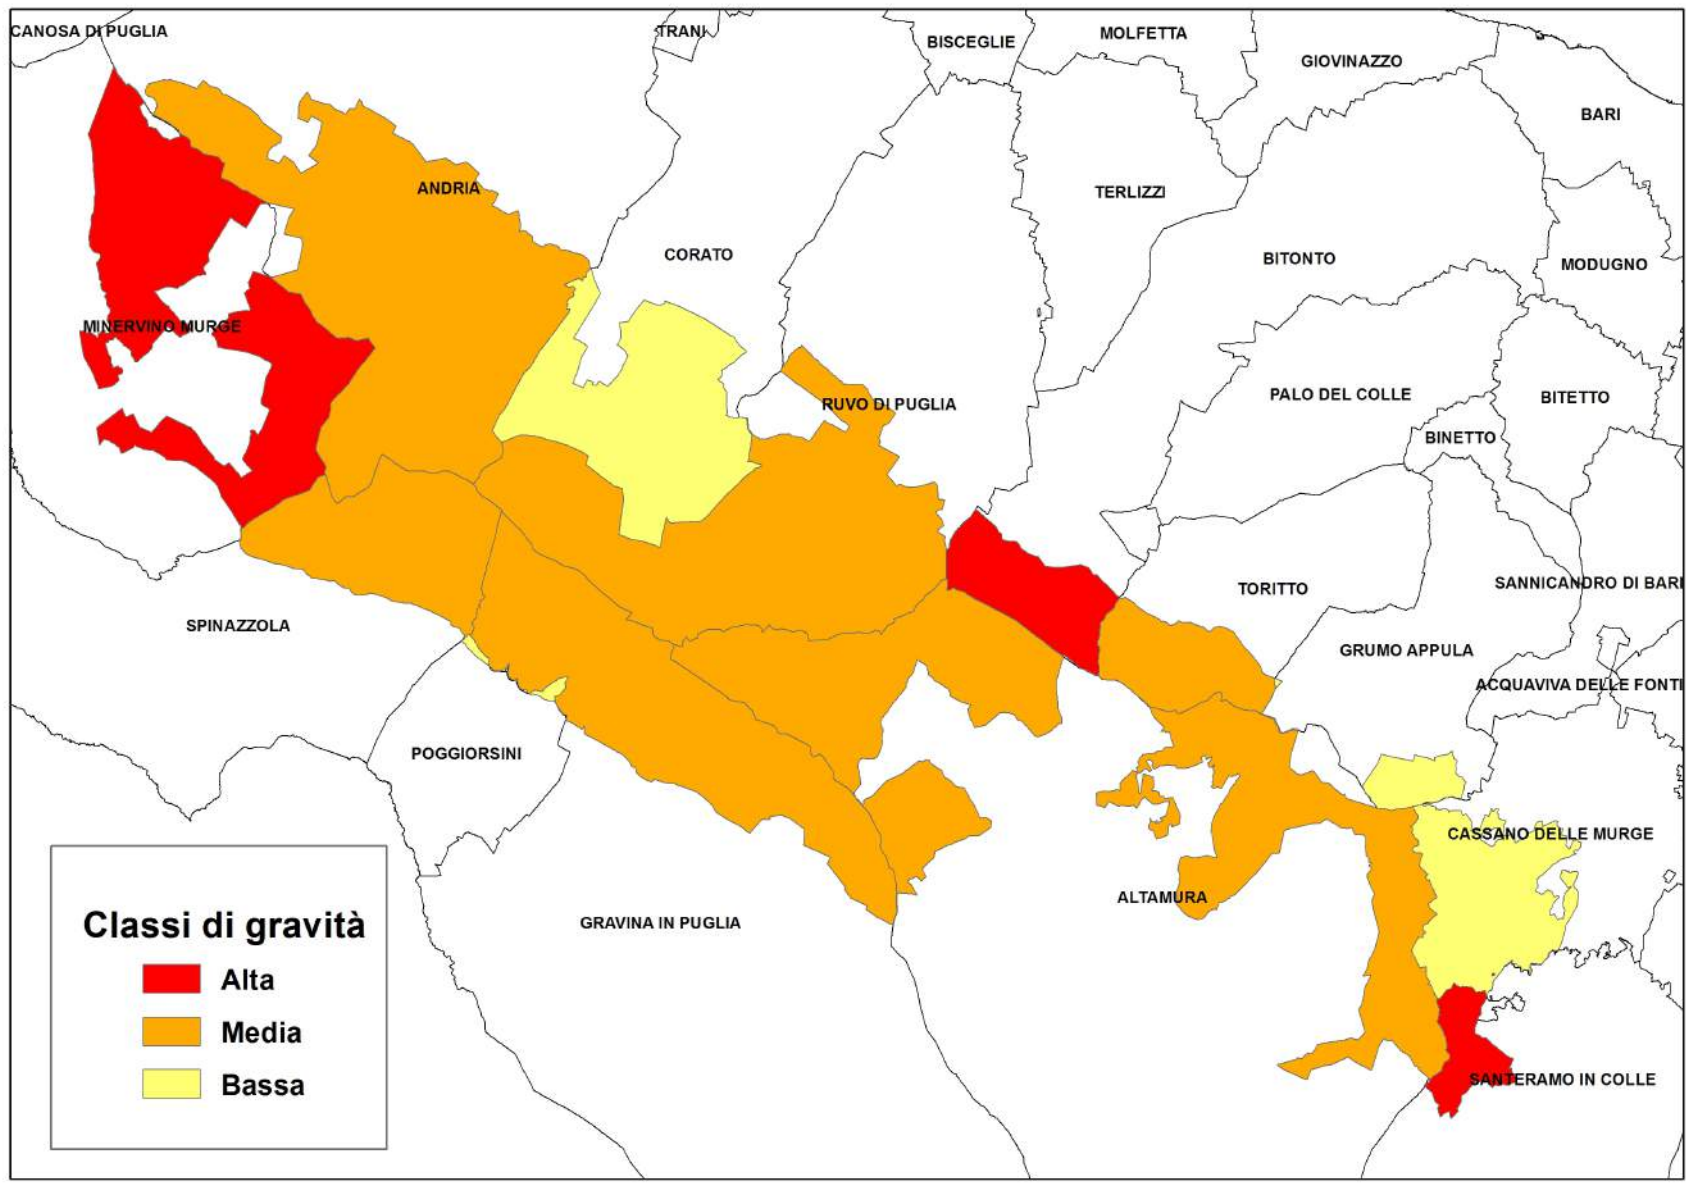 CANOSA DI PUGLIA
TRANI
BISCEGLIE
MOLFETTA
GIOVINAZZO
BARI
ANDRIA
TERLIZZI
CORATO
BITONTO
MODUGNO
MINERVINO MURGE
RUVO DI PUGLIA
PALO DEL COLLE
BITETTO
BINETTO
SANNICANDRO DI BARI
TORITTO
SPINAZZOLA
GRUMO APPULA
ACQUAVIVA DELLE FONTI
POGGIORSINI
CASSANO DELLE MURGE
ALTAMURA
GRAVINA IN PUGLIA
SANTERAMO IN COLLE
Classi di gravità
Alta
Media
Bassa